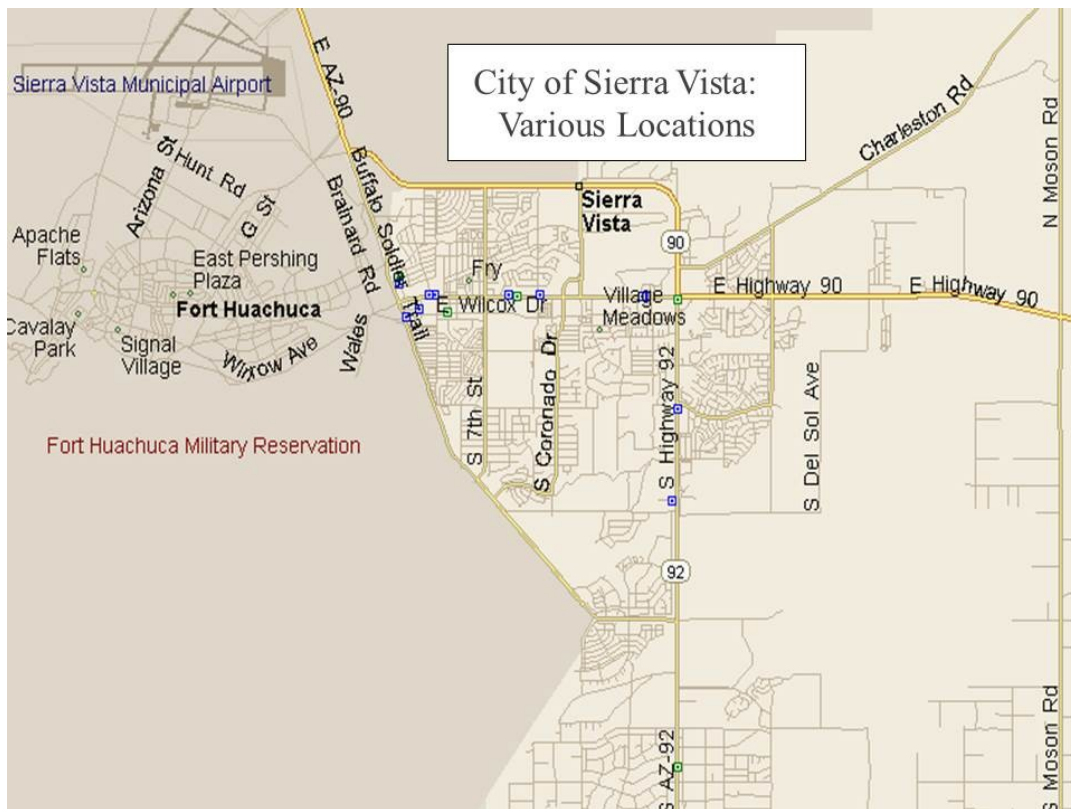 City of Sierra Vista:
Various Locations
E AZ-90
Sierra Vista Municipal Airport
Charleston Rd
N Moson Rd
Arizona St
Hunt Rd
G St
Buffalo Soldier Trail
Brainard Rd
Sierra
Vista
90
Apache
Flats
East Pershing
Plaza
Fry
Fort Huachuca
E Wilcox Dr
Village
Meadows
E Highway 90
E Highway 90
Cavalay
Park
Signal
Village
Wales
S 7th St
S Coronado Dr
S Highway 92
S Del Sol Ave
Fort Huachuca Military Reservation
92
S AZ-92
S Moson Rd